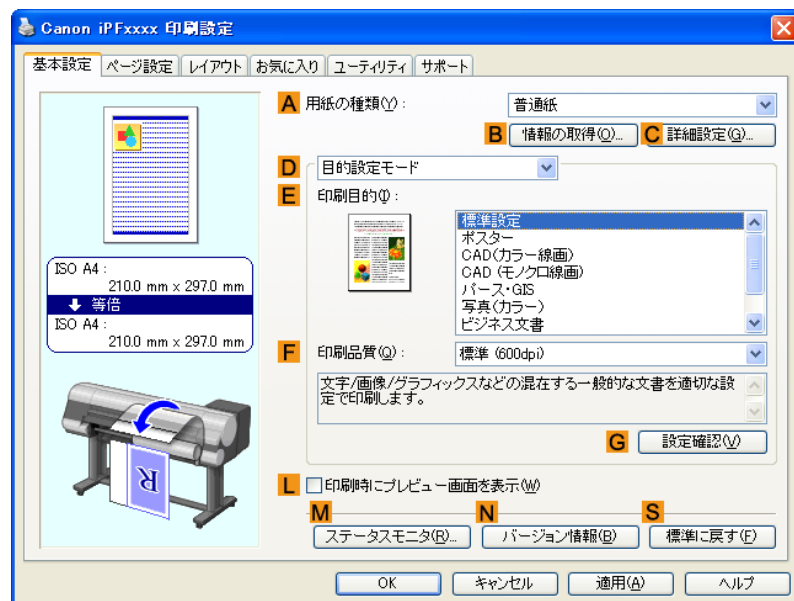 Canon iPFxxxx 印刷設定
基本設定 ページ設定 レイアウト お気に入り ユーティリティ サポート
A 用紙の種類(Y): 普通紙
B 情報の取得(O)... C 詳細設定(G)...
D 目的設定モード
E 印刷目的(I):
標準設定
ポスター
CAD(カラー線画)
CAD (モノクロ線画)
パース・GIS
写真(カラー)
ビジネス文書
ISO A4 :
210.0 mm x 297.0 mm
等倍
ISO A4 :
210.0 mm x 297.0 mm
F 印刷品質(Q): 標準 (600dpi)
文字/画像/グラフィックスなどの混在する一般的な文書を適切な設
定で印刷します。
G 設定確認(V)
R
L 印刷時にプレビュー画面を表示(W)
M N S
ステータスモニタ(R)... バージョン情報(B) 標準に戻す(F)
OK キャンセル 適用(A) ヘルプ